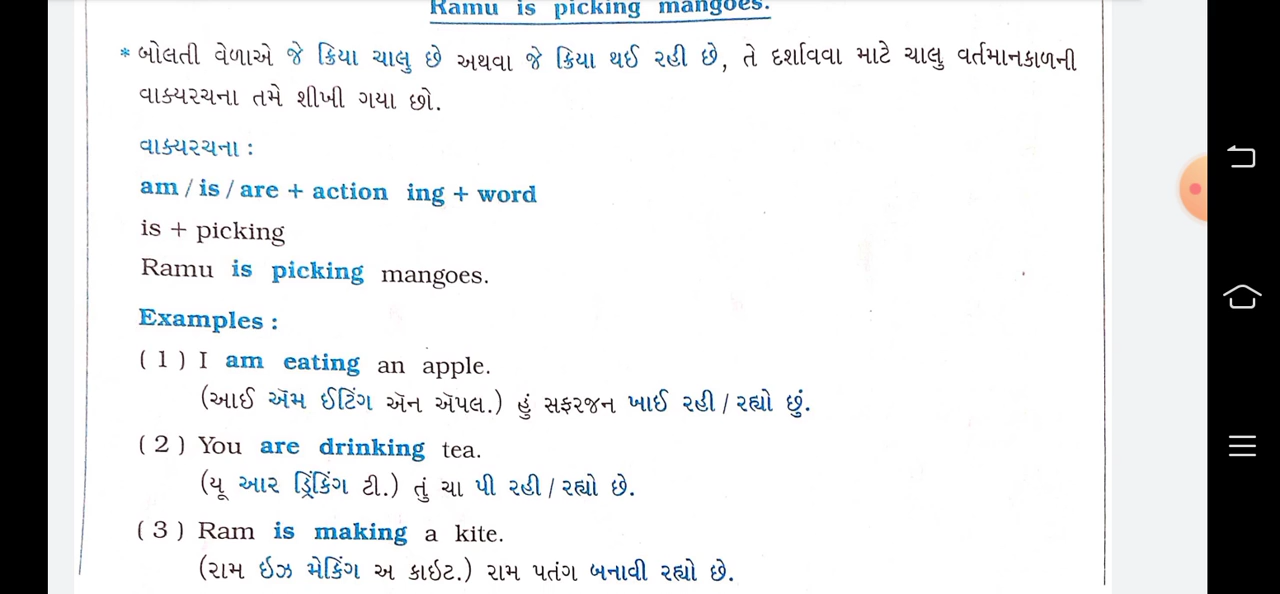 Ramu is picking mangoes.
* બોલતી વેળાએ જે ક્રિયા ચાલુ છે અથવા જે ક્રિયા થઈ રહી છે, તે દર્શાવવા માટે ચાલુ વર્તમાનકાળની
વાક્યરચના તમે શીખી ગયા છો.
વાક્યરચના :
am / is / are + action ing + word
is + picking
Ramu is picking mangoes.
Examples :
( 1 ) I am eating an apple.
(આઈ ઍમ ઈટિંગ ઍન ઍપલ.) હું સફરજન ખાઈ રહી / રહ્યો છું.
( 2 ) You are drinking tea.
(યૂ આર ડ્રિંકિંગ ટી.) તું ચા પી રહી / રહ્યો છે.
( 3 ) Ram is making a kite.
(રામ ઇઝ મેકિંગ અ કાઇટ.) રામ પતંગ બનાવી રહ્યો છે.